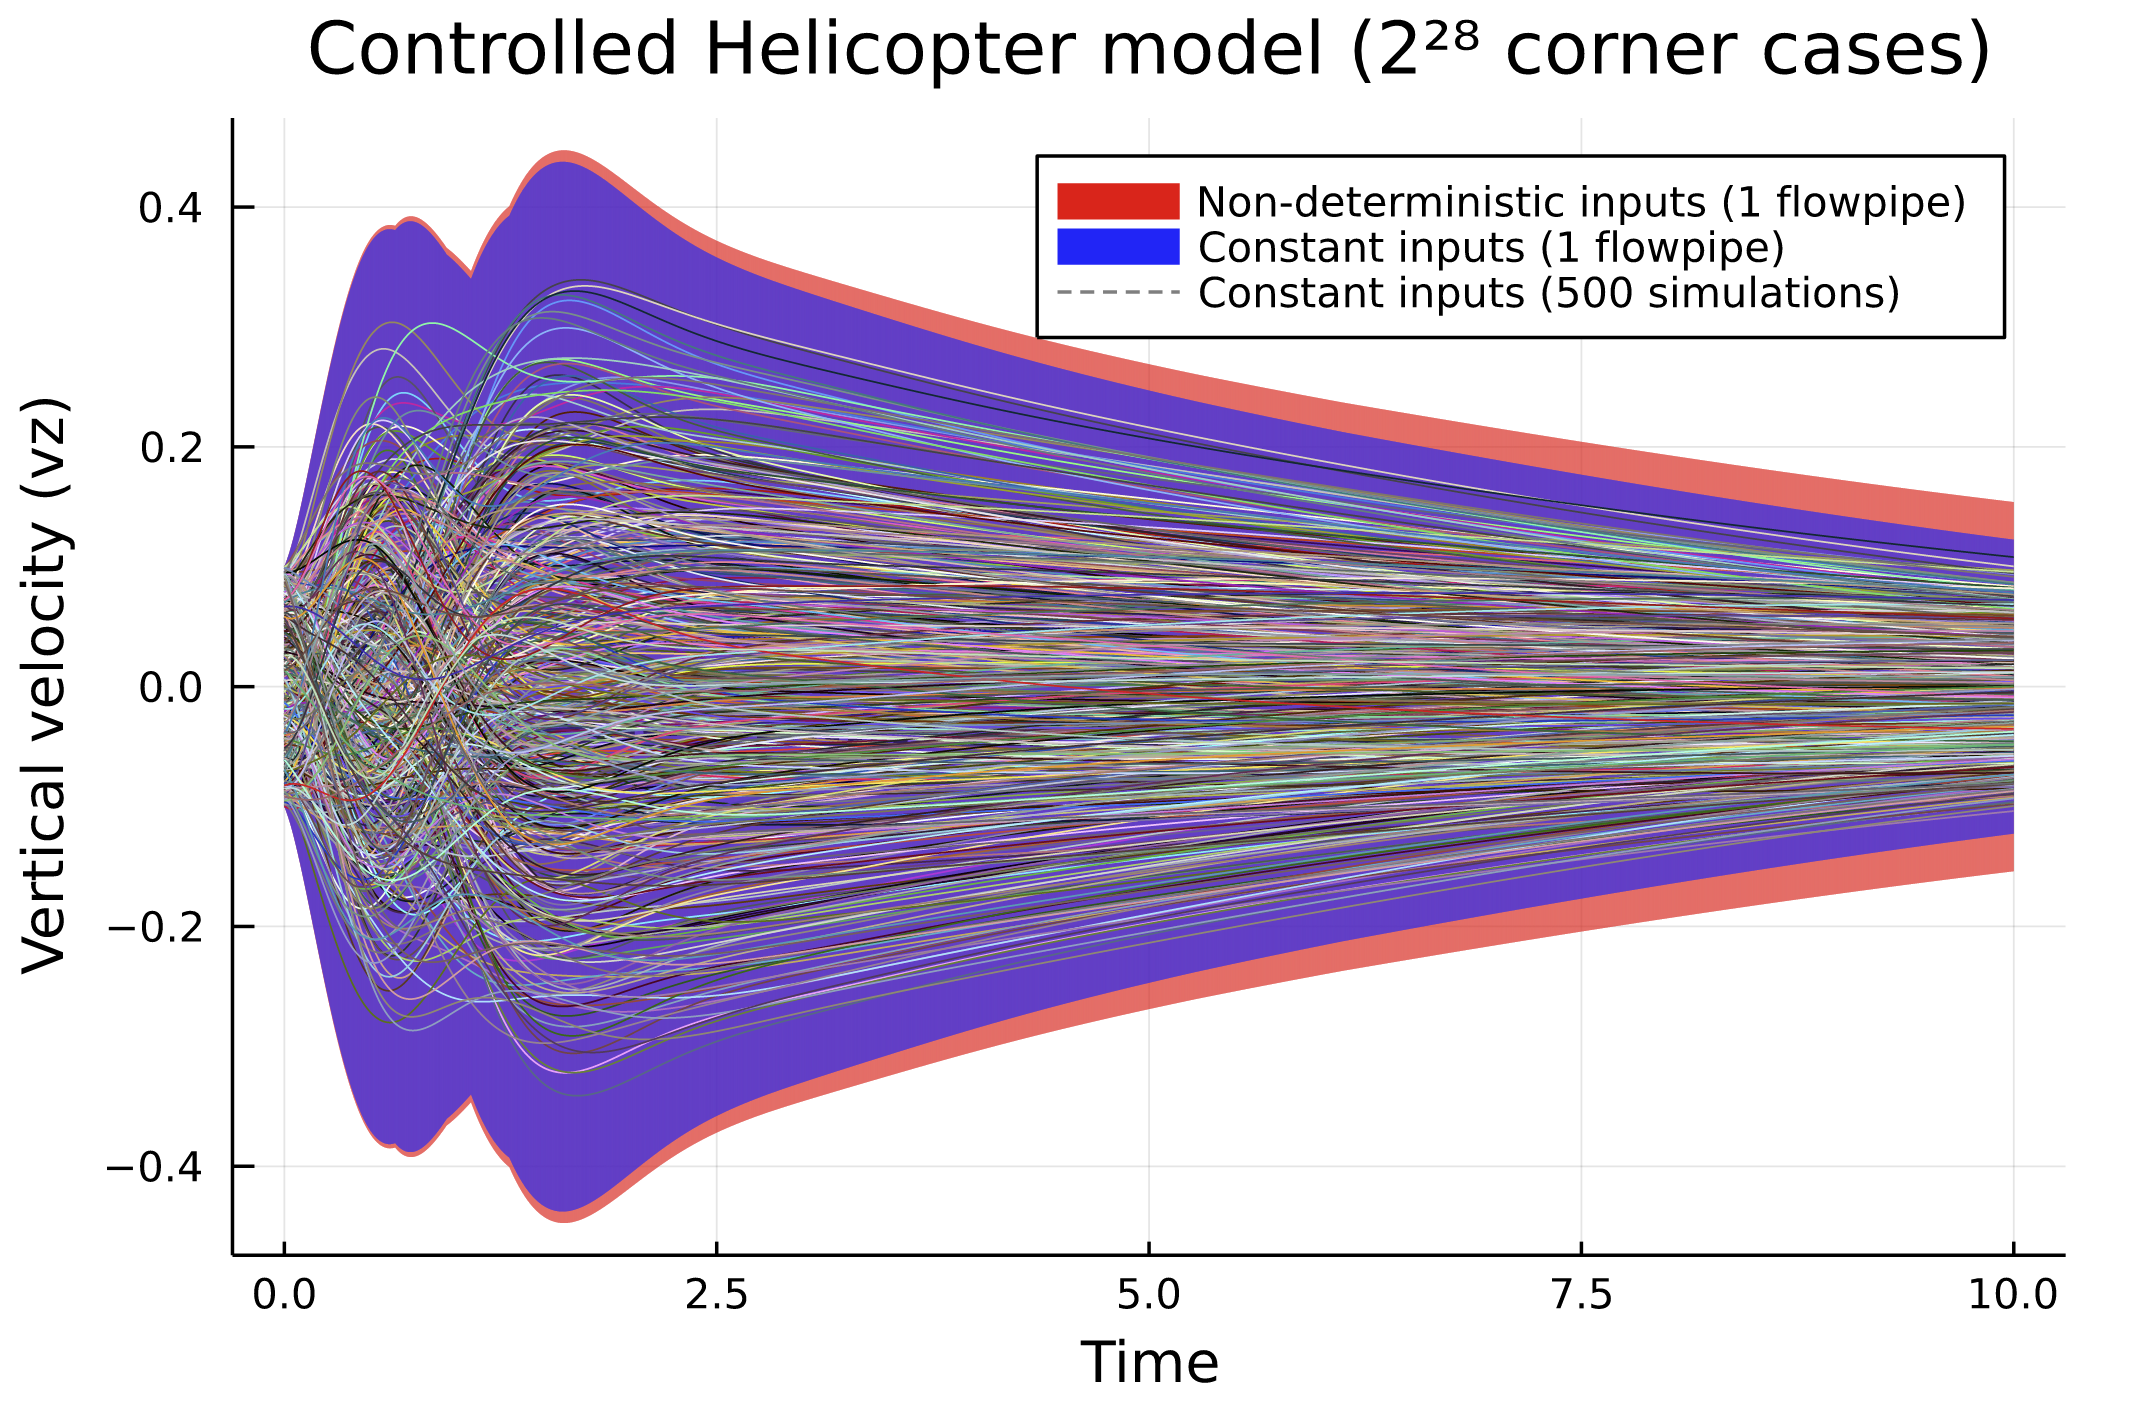 Controlled Helicopter model (2²⁸ corner cases)
Non-deterministic inputs (1 flowpipe)
Constant inputs (1 flowpipe)
Constant inputs (500 simulations)
Vertical velocity (vz)
0.4
0.2
0.0
−0.2
−0.4
0.0 2.5 5.0 7.5 10.0
Time